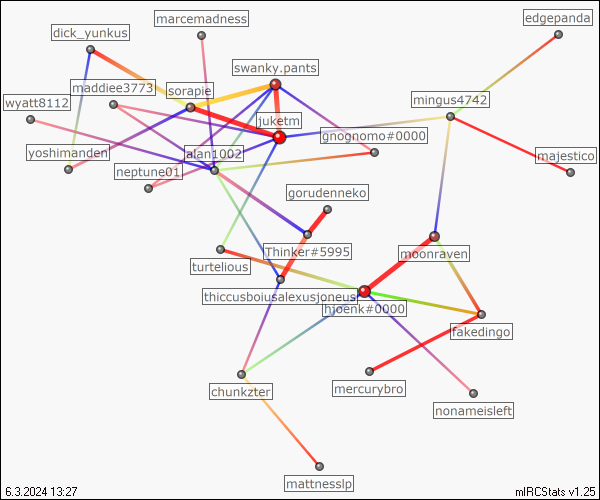 marcemadness
edgepanda
dick_yunkus
swanky.pants
maddiee3773
sorapie
wyatt8112
mingus4742
juketm
gnognomo#0000
yoshimanden
alan1002
majestico
neptune01
gorudenneko
Thinker#5995
moonraven
turtelious
thiccusboiusalexusjoneus
hjoenk#0000
fakedingo
chunkzter
mercurybro
nonameisleft
mattnesslp
6.3.2024 13:27
mIRCStats v1.25